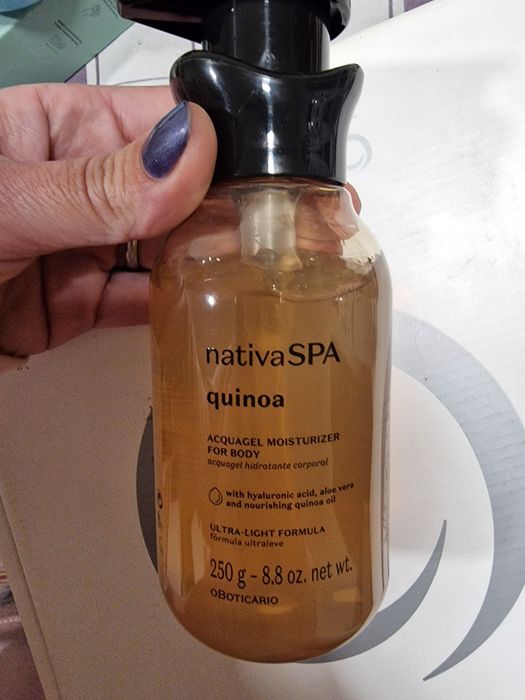 nativaSPA
quinoa
ACQUAGEL MOISTURIZER
FOR BODY
acquagel hidratante corporal
with hyaluronic acid, aloe vera
and nourishing quinoa oil
ULTRA-LIGHT FORMULA
fórmula ultraleve
250 g – 8.8 oz. net wt.
oBOTICÁRIO